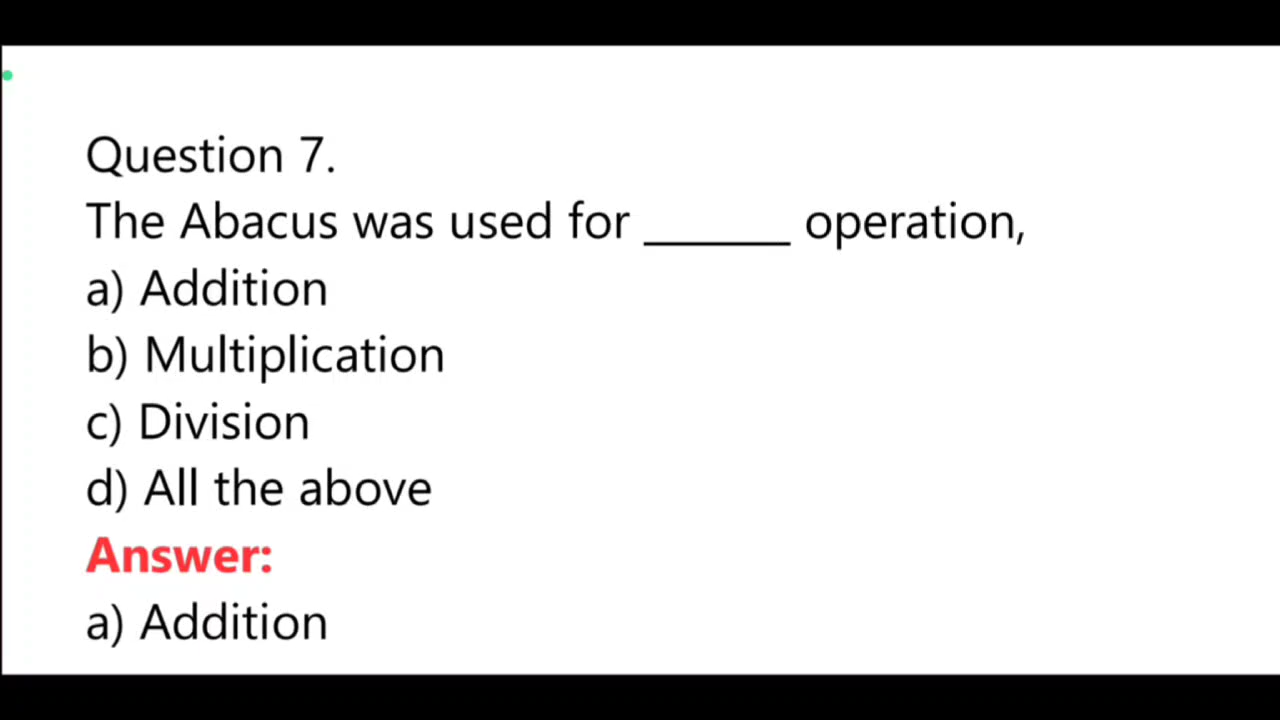 Question 7.
The Abacus was used for _______ operation,
a) Addition
b) Multiplication
c) Division
d) All the above
Answer:
a) Addition